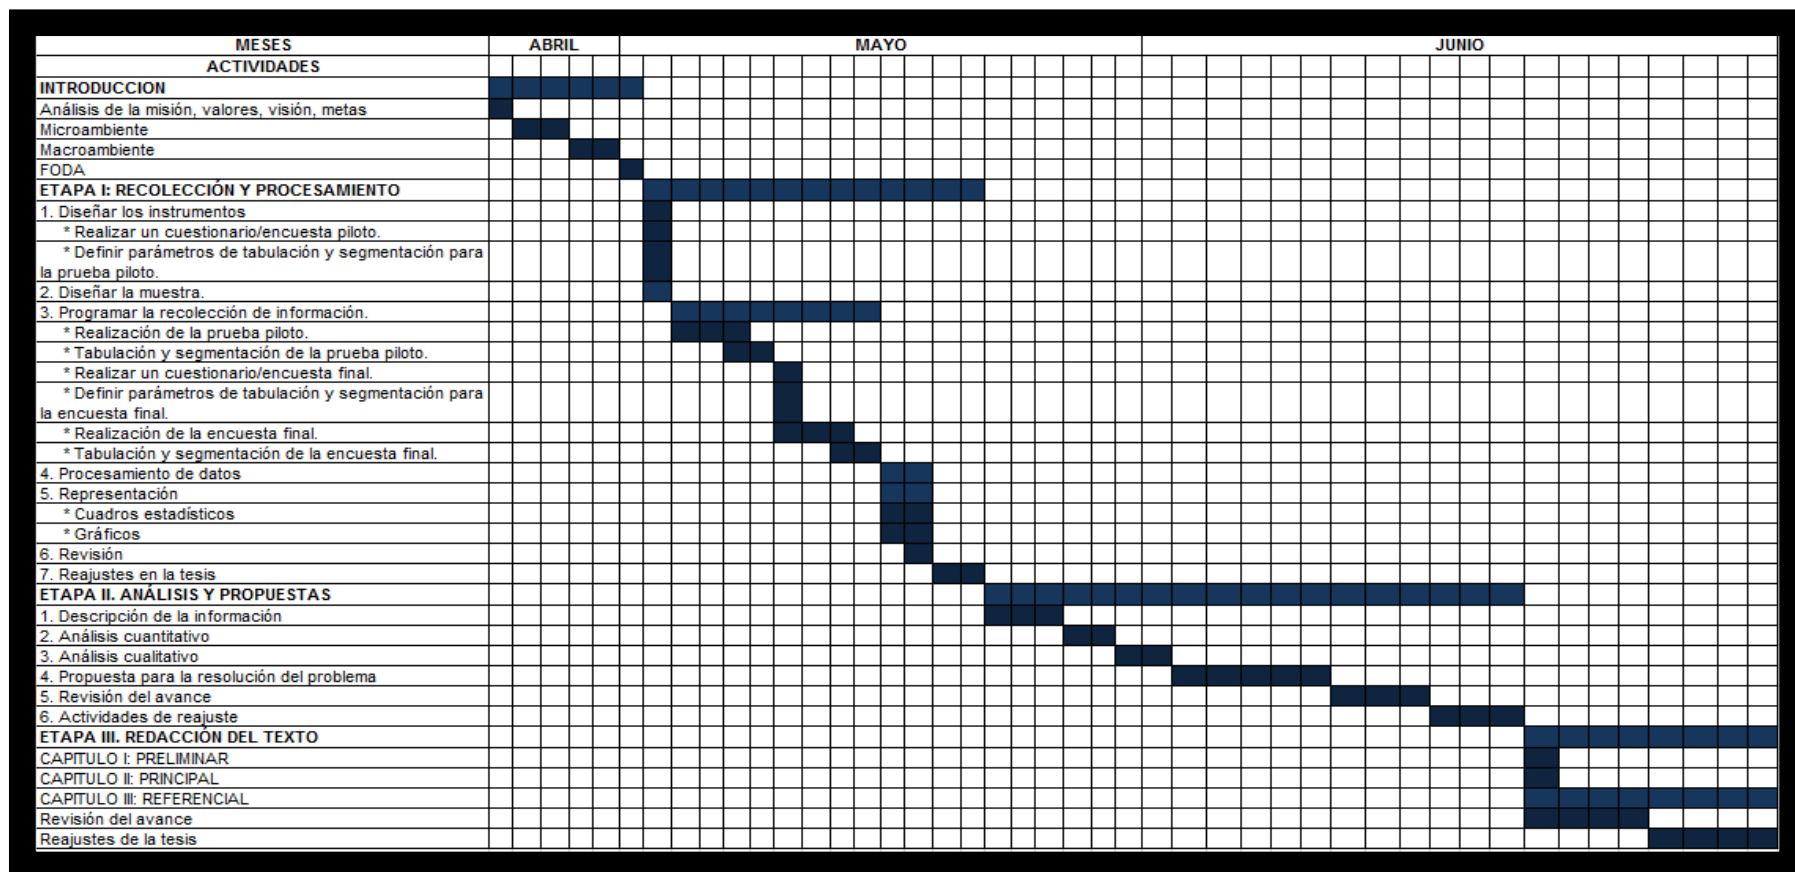 MESES ABRIL MAYO JUNIO
ACTIVIDADES
INTRODUCCION
Análisis de la misión, valores, visión, metas
Microambiente
Macroambiente
FODA
ETAPA I: RECOLECCIÓN Y PROCESAMIENTO
1. Diseñar los instrumentos
* Realizar un cuestionario/encuesta piloto.
* Definir parámetros de tabulación y segmentación para
la prueba piloto.
2. Diseñar la muestra.
3. Programar la recolección de información.
* Realización de la prueba piloto.
* Tabulación y segmentación de la prueba piloto.
* Realizar un cuestionario/encuesta final.
* Definir parámetros de tabulación y segmentación para
la encuesta final.
* Realización de la encuesta final.
* Tabulación y segmentación de la encuesta final.
4. Procesamiento de datos
5. Representación
* Cuadros estadísticos
* Gráficos
6. Revisión
7. Reajustes en la tesis
ETAPA II. ANÁLISIS Y PROPUESTAS
1. Descripción de la información
2. Análisis cuantitativo
3. Análisis cualitativo
4. Propuesta para la resolución del problema
5. Revisión del avance
6. Actividades de reajuste
ETAPA III. REDACCIÓN DEL TEXTO
CAPITULO I: PRELIMINAR
CAPITULO II: PRINCIPAL
CAPITULO III: REFERENCIAL
Revisión del avance
Reajustes de la tesis